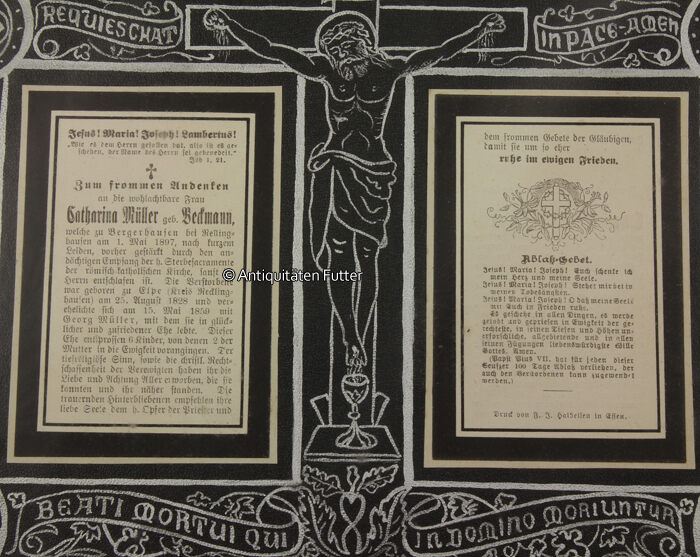 REQUIESCHAT
IN PACE-AMEN
Jesus! Maria! Joseph! Lambertus!
„Wie es dem Herrn gefallen hat, also ist es ge-
schehen, der Name des Herrn sei gebenedeit.“
Job 1, 21.
Zum frommen Andenken
an die wohlachtbare Frau
Catharina Müller geb. Beckmann,
welche zu Bergerhausen bei Relling-
hausen am 1. Mai 1897, nach kurzem
Leiden, vorher gestärkt durch den an-
dächtigen Empfang der h. Sterbesacramente
der römisch-katholischen Kirche, sanft im
Herrn entschlafen ist. Die Verstorbene
war geboren zu Elpe (Kreis Reckling-
hausen) am 25. August 1828 und ver-
ehelichte sich am 15. Mai 1859 mit
Georg Müller, mit dem sie in glück-
licher und zufriedener Ehe lebte. Dieser
Ehe entsprossen 6 Kinder, von denen 2 der
Mutter in die Ewigkeit vorangingen. Der
tiefreligiöse Sinn, sowie die christl. Recht-
schaffenheit der Verewigten haben ihr die
Liebe und Achtung Aller erworben, die sie
kannten und ihr näher standen. Die
trauernden Hinterbliebenen empfehlen ihre
liebe Seele dem h. Opfer der Priester und
dem frommen Gebete der Gläubigen,
damit sie um so eher
ruhe im ewigen Frieden.
Ablaß-Gebet.
Jesus! Maria! Joseph! Euch schenke ich
mein Herz und meine Seele.
Jesus! Maria! Joseph! Stehet mir bei in
meinen Todesängsten.
Jesus! Maria! Joseph! O daß meine Seele
mit Euch in Frieden ruhe.
Es geschehe in allen Dingen, es werde
gelobt und gepriesen in Ewigkeit der ge-
rechteste, in seinen Tiefen und Höhen un-
erforschliche, allgebietende und in allen
seinen Fügungen liebenswürdigste Wille
Gottes. Amen.
(Papst Pius VII. hat für jeden dieser
Seufzer 100 Tage Ablaß verliehen, der
auch den Verstorbenen kann zugewendet
werden.)
Druck von F. J. Halbeisen in Essen.
© Antiquitäten Futter
BEATI MORTUI QUI
IN DOMINO MORIUNTUR